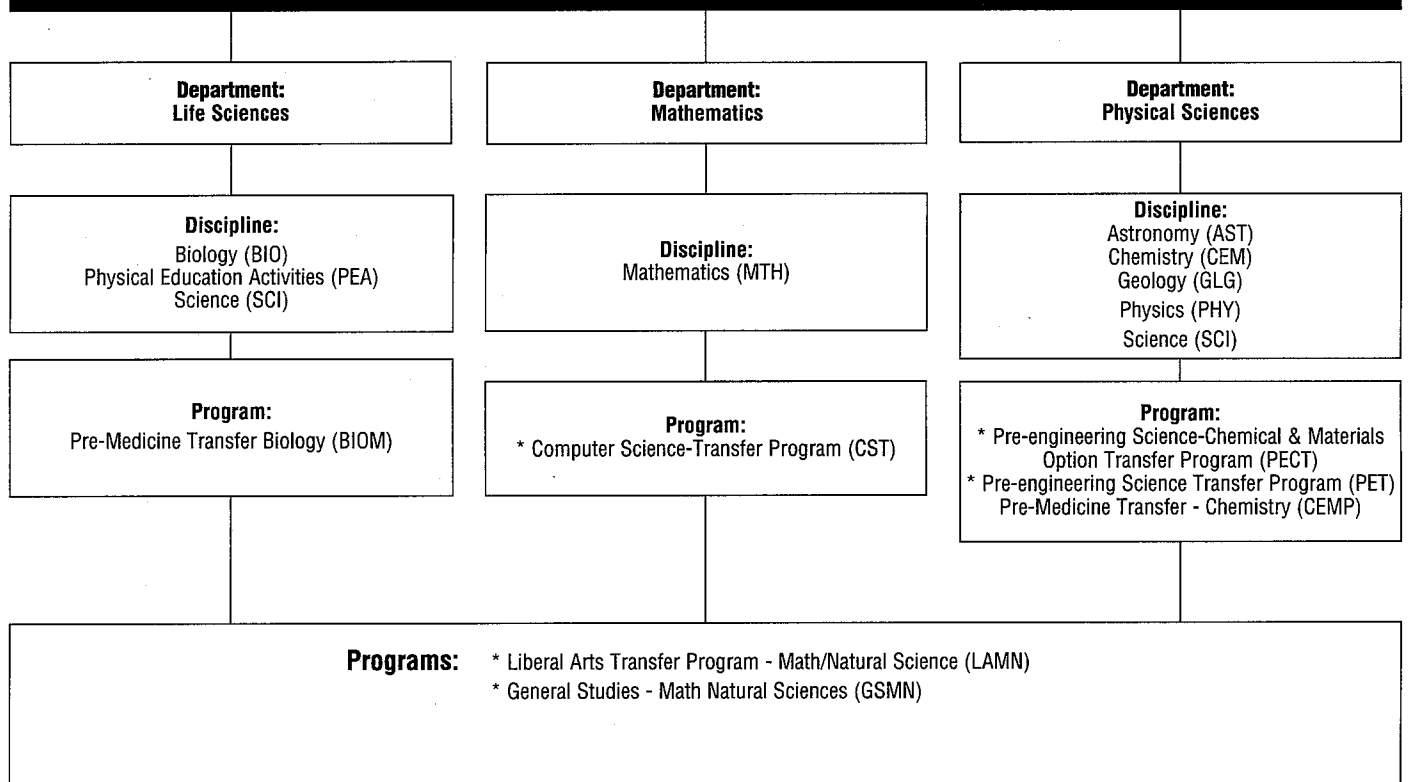 Department:
Life Sciences
Department:
Mathematics
Department:
Physical Sciences
Discipline:
Biology (BIO)
Physical Education Activities (PEA)
Science (SCI)
Discipline:
Mathematics (MTH)
Discipline:
Astronomy (AST)
Chemistry (CEM)
Geology (GLG)
Physics (PHY)
Science (SCI)
Program:
Pre-Medicine Transfer Biology (BIOM)
Program:
* Computer Science-Transfer Program (CST)
Program:
* Pre-engineering Science-Chemical & Materials
Option Transfer Program (PECT)
* Pre-engineering Science Transfer Program (PET)
Pre-Medicine Transfer - Chemistry (CEMP)
Programs: * Liberal Arts Transfer Program - Math/Natural Science (LAMN)
* General Studies - Math Natural Sciences (GSMN)